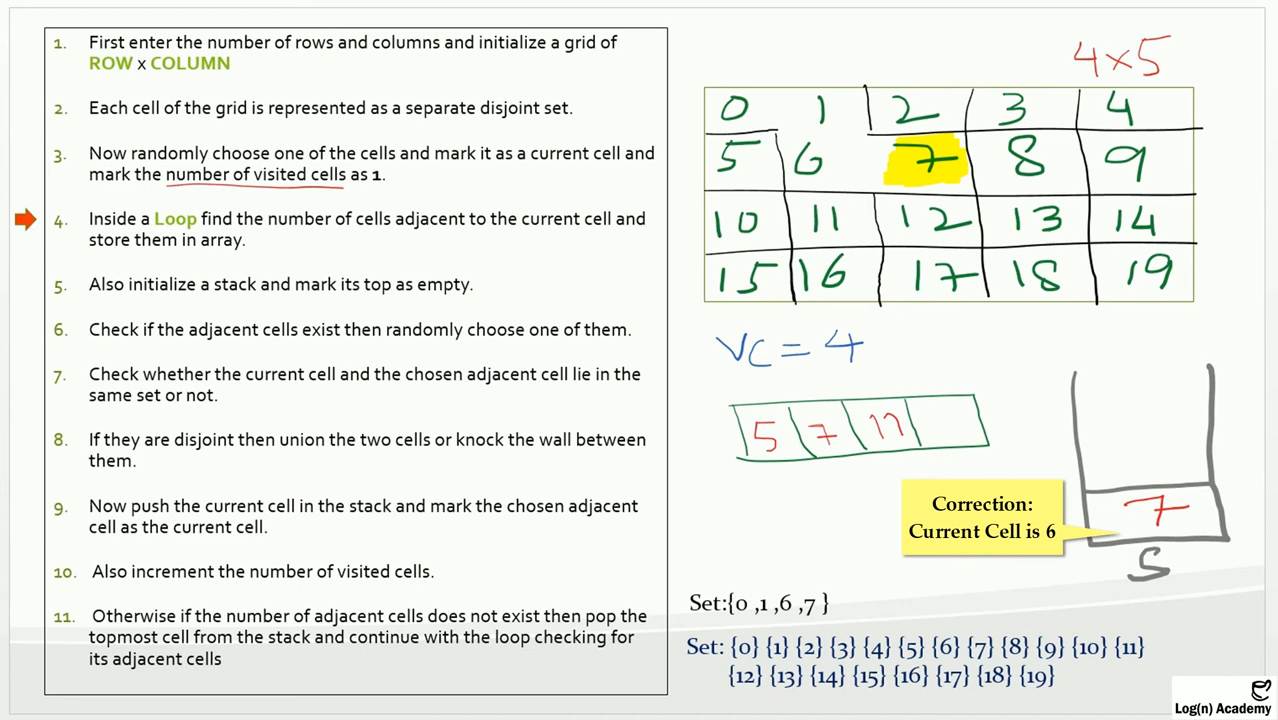 1. First enter the number of rows and columns and initialize a grid of
ROW x COLUMN
2. Each cell of the grid is represented as a separate disjoint set.
3. Now randomly choose one of the cells and mark it as a current cell and
mark the number of visited cells as 1.
4. Inside a Loop find the number of cells adjacent to the current cell and
store them in array.
5. Also initialize a stack and mark its top as empty.
6. Check if the adjacent cells exist then randomly choose one of them.
7. Check whether the current cell and the chosen adjacent cell lie in the
same set or not.
8. If they are disjoint then union the two cells or knock the wall between
them.
9. Now push the current cell in the stack and mark the chosen adjacent
cell as the current cell.
10. Also increment the number of visited cells.
11. Otherwise if the number of adjacent cells does not exist then pop the
topmost cell from the stack and continue with the loop checking for
its adjacent cells
4×5
0 1 2 3 4
5 6 7 8 9
10 11 12 13 14
15 16 17 18 19
VC = 4
5 7 11
Correction:
Current Cell is 6
7
S
Set:{0 ,1 ,6 ,7 }
Set: {0} {1} {2} {3} {4} {5} {6} {7} {8} {9} {10} {11}
{12} {13} {14} {15} {16} {17} {18} {19}
Log(n) Academy